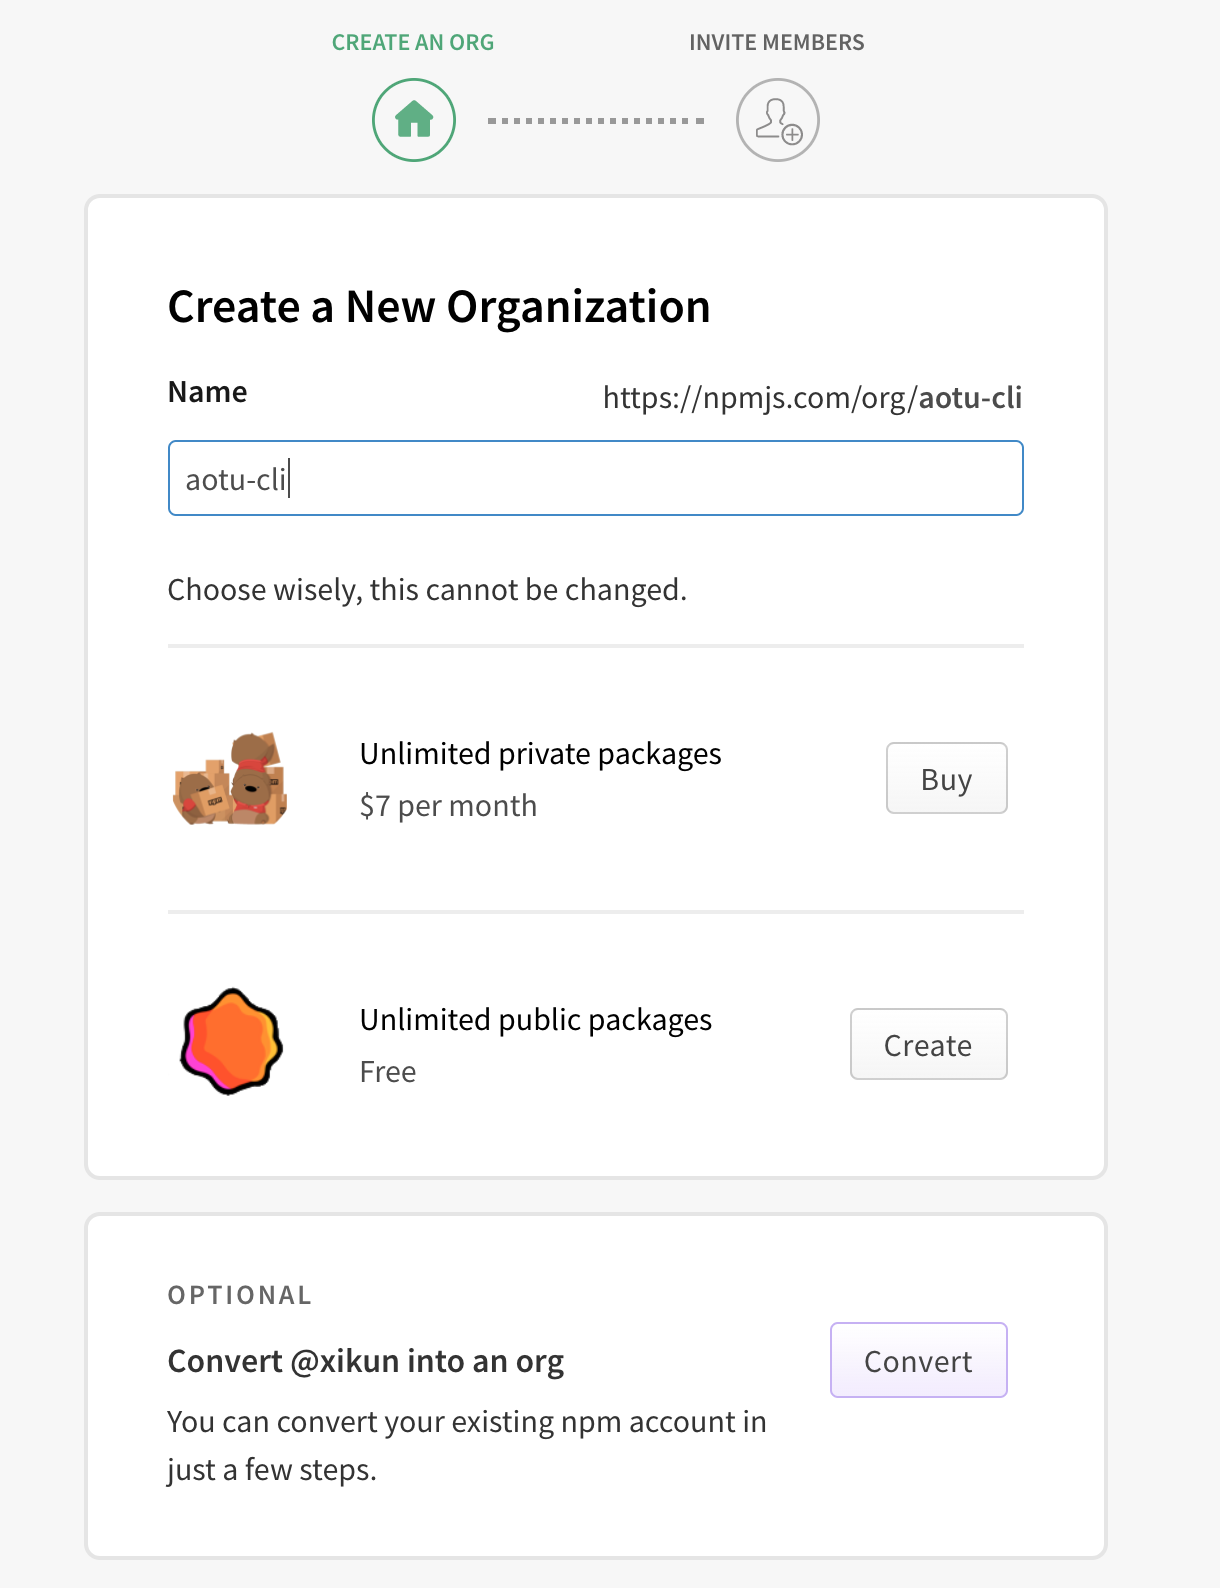 CREATE AN ORG
INVITE MEMBERS
Create a New Organization
Name
https://npmjs.com/org/aotu-cli
aotu-cli
Choose wisely, this cannot be changed.
Unlimited private packages
$7 per month
Buy
Unlimited public packages
Free
Create
OPTIONAL
Convert @xikun into an org
Convert
You can convert your existing npm account in
just a few steps.